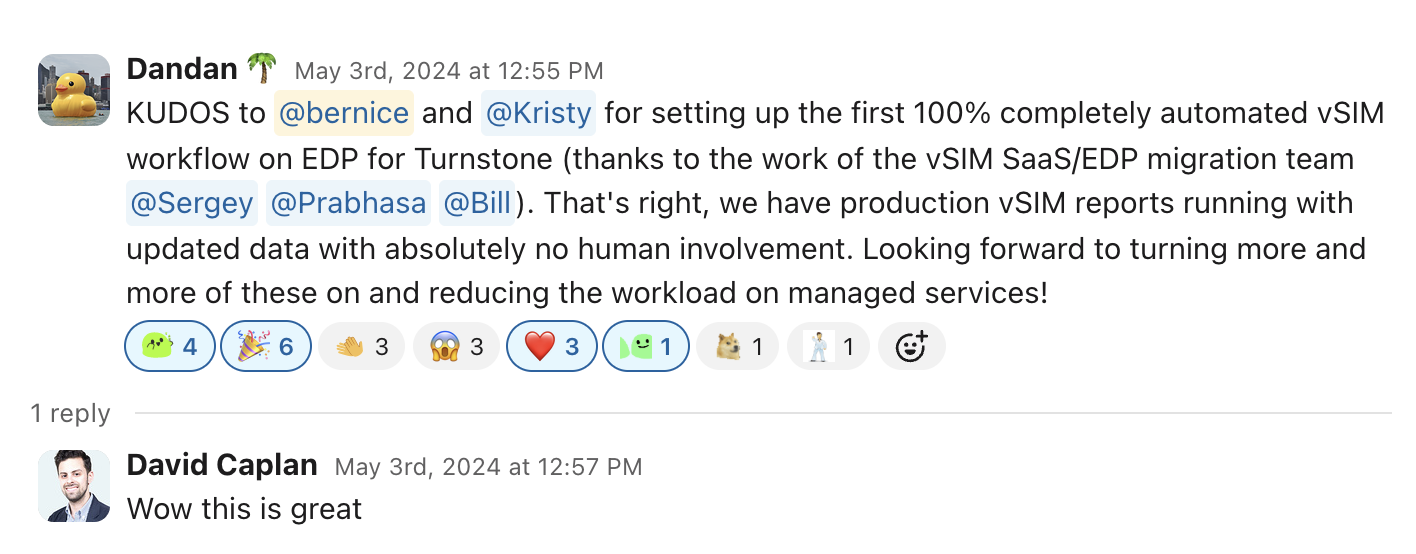 Dandan 🌴 May 3rd, 2024 at 12:55 PM
KUDOS to @bernice and @Kristy for setting up the first 100% completely automated vSIM
workflow on EDP for Turnstone (thanks to the work of the vSIM SaaS/EDP migration team
@Sergey @Prabhasa @Bill). That's right, we have production vSIM reports running with
updated data with absolutely no human involvement. Looking forward to turning more and
more of these on and reducing the workload on managed services!
4 6 3 3 3 1 1 1
1 reply
David Caplan May 3rd, 2024 at 12:57 PM
Wow this is great